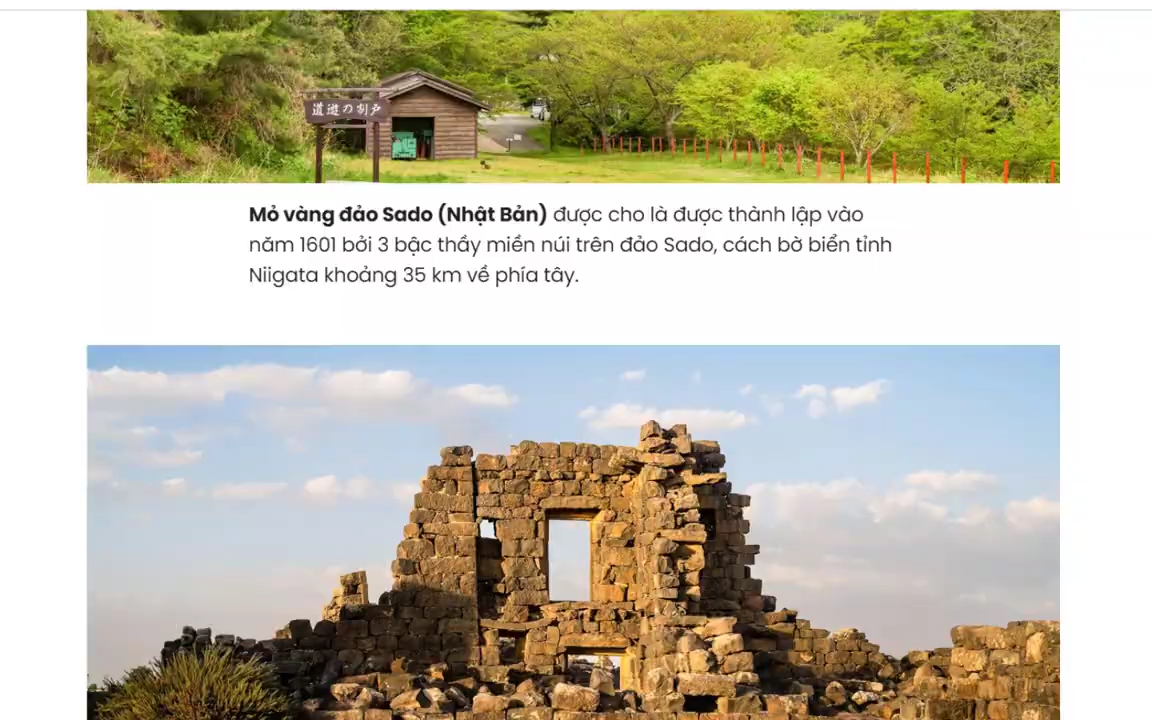 道遊の割戸
Mỏ vàng đảo Sado (Nhật Bản) được cho là được thành lập vào
năm 1601 bởi 3 bậc thầy miền núi trên đảo Sado, cách bờ biển tỉnh
Niigata khoảng 35 km về phía tây.